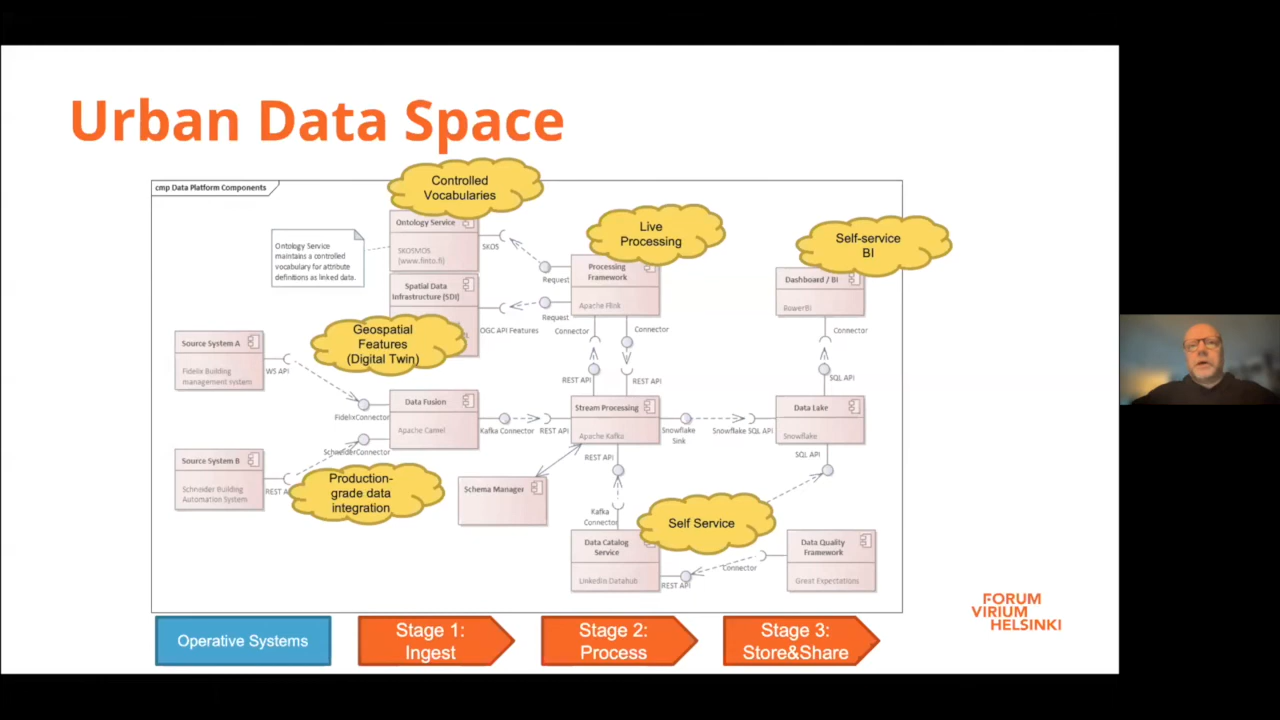 Urban Data Space
cmp Data Platform Components
Controlled
Vocabularies
Ontology Service
SKOSMOS
(www.finto.fi)
SKOS
Ontology Service
maintains a controlled
vocabulary for attribute
definitions as linked data.
Live
Processing
Processing
Framework
Apache Flink
Request
Self-service
BI
Dashboard / BI
PowerBI
Spatial Data
Infrastructure (SDI)
OGC API Features
Request
Connector
Connector
Connector
Geospatial
Features
(Digital Twin)
Source System A
Fidelix Building
management system
WS API
FidelixConnector
REST API
REST API
SQL API
Data Fusion
Apache Camel
Kafka Connector
REST API
Stream Processing
Apache Kafka
Snowflake
Sink
Snowflake SQL API
Data Lake
Snowflake
SQL API
SchneiderConnector
Source System B
Schneider Building
Automation System
REST A
Production-
grade data
integration
Schema Manager
REST API
Kafka
Connector
Self Service
Data Catalog
Service
LinkedIn Datahub
REST API
Connector
Data Quality
Framework
Great Expectations
Operative Systems
Stage 1:
Ingest
Stage 2:
Process
Stage 3:
Store&Share
FORUM
VIRIUM
HELSINKI